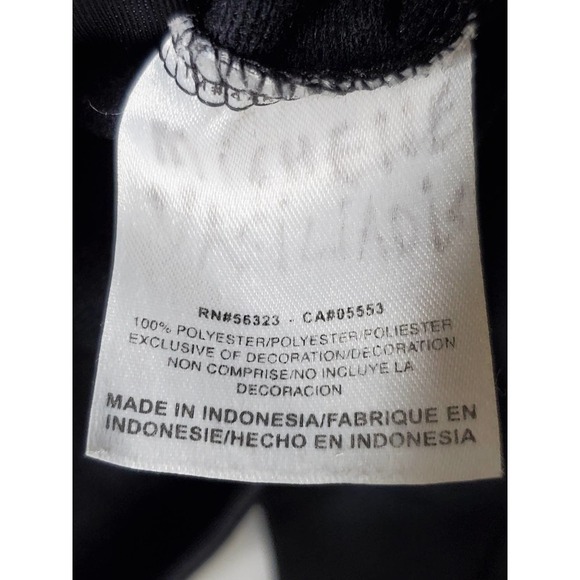 MICHELLE
RN#56323 - CA#05553
100% POLYESTER/POLYESTER/POLIESTER
EXCLUSIVE OF DECORATION/DECORATION
NON COMPRISE/NO INCLUYE LA
DECORACION
MADE IN INDONESIA/FABRIQUE EN
INDONESIE/HECHO EN INDONESIA